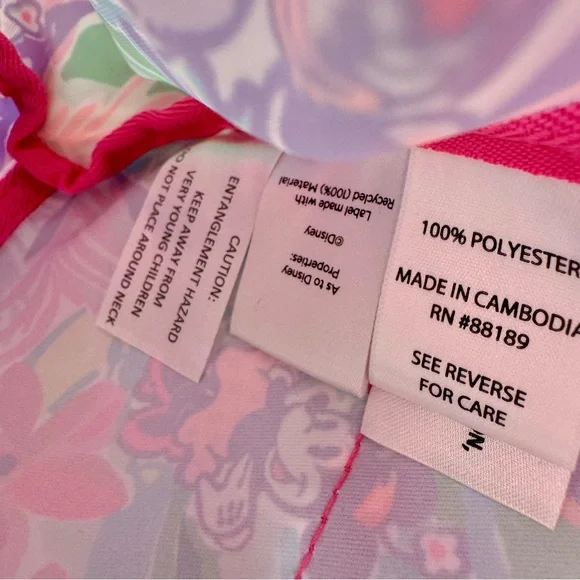 CAUTION:
ENTANGLEMENT HAZARD
KEEP AWAY FROM
VERY YOUNG CHILDREN
DO NOT PLACE AROUND NECK
As to Disney
Properties:
©Disney
Label made with
Recycled (100%) Material
100% POLYESTER
MADE IN CAMBODIA
RN #88189
SEE REVERSE
FOR CARE